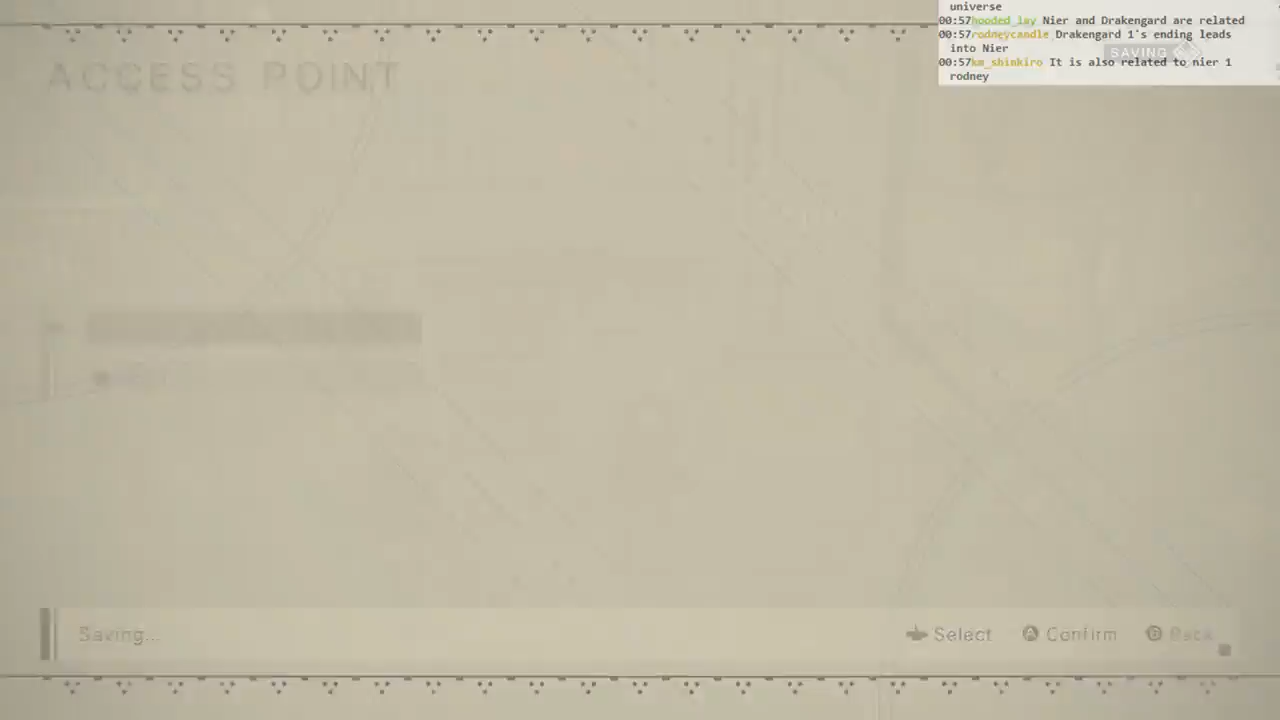 universe
00:57hooded_jay Nier and Drakengard are related
00:57rodneycandle Drakengard 1's ending leads
into Nier
SAVING
00:57km_shinkiro It is also related to nier 1
rodney
ACCESS POINT
Saving...
Select
A Confirm
B Back